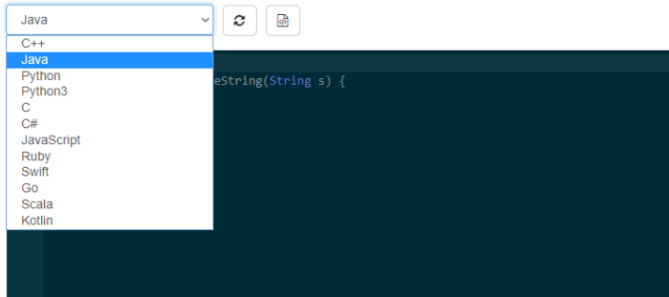 Java
C++
Java
Python
Python3
C
C#
JavaScript
Ruby
Swift
Go
Scala
Kotlin
eString(String s) {